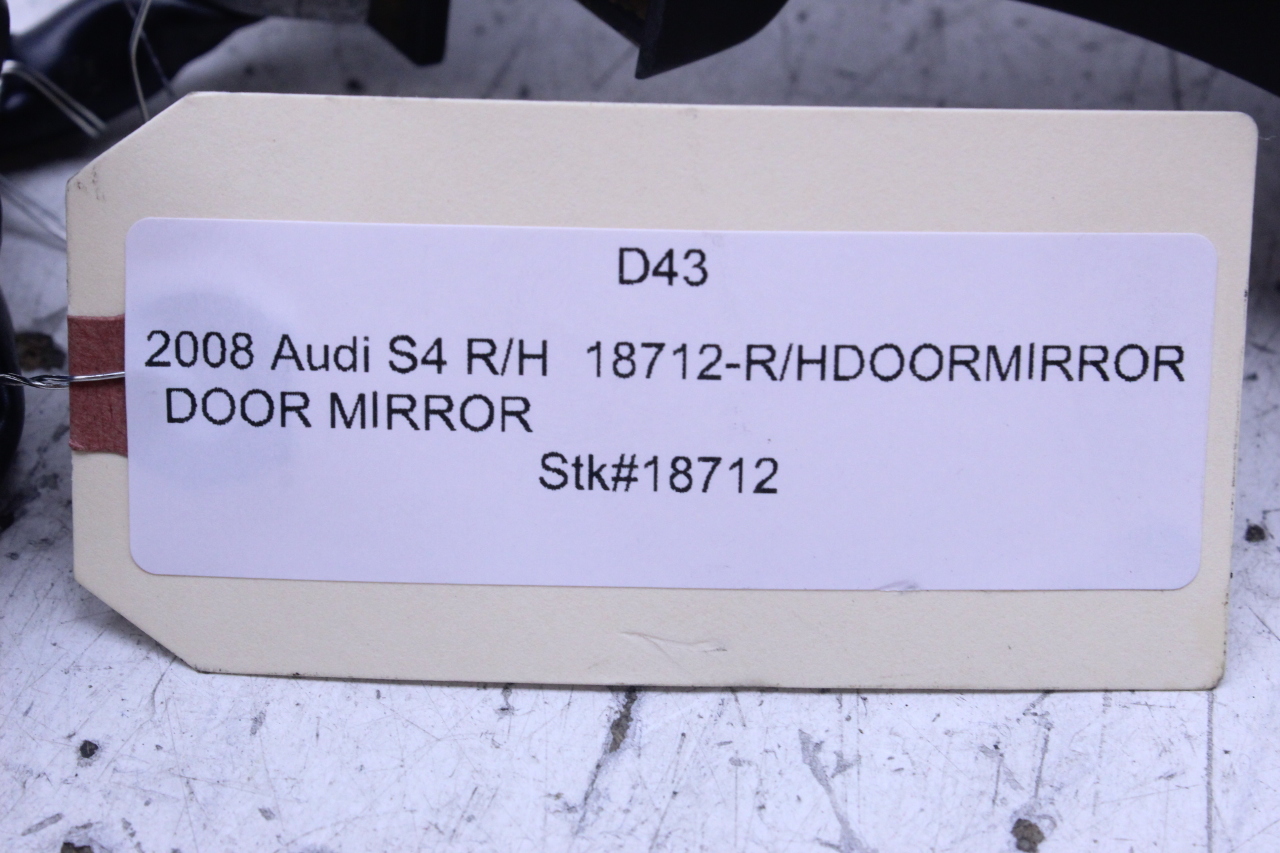 D43
2008 Audi S4 R/H 18712-R/HDOORMIRROR
DOOR MIRROR
Stk#18712